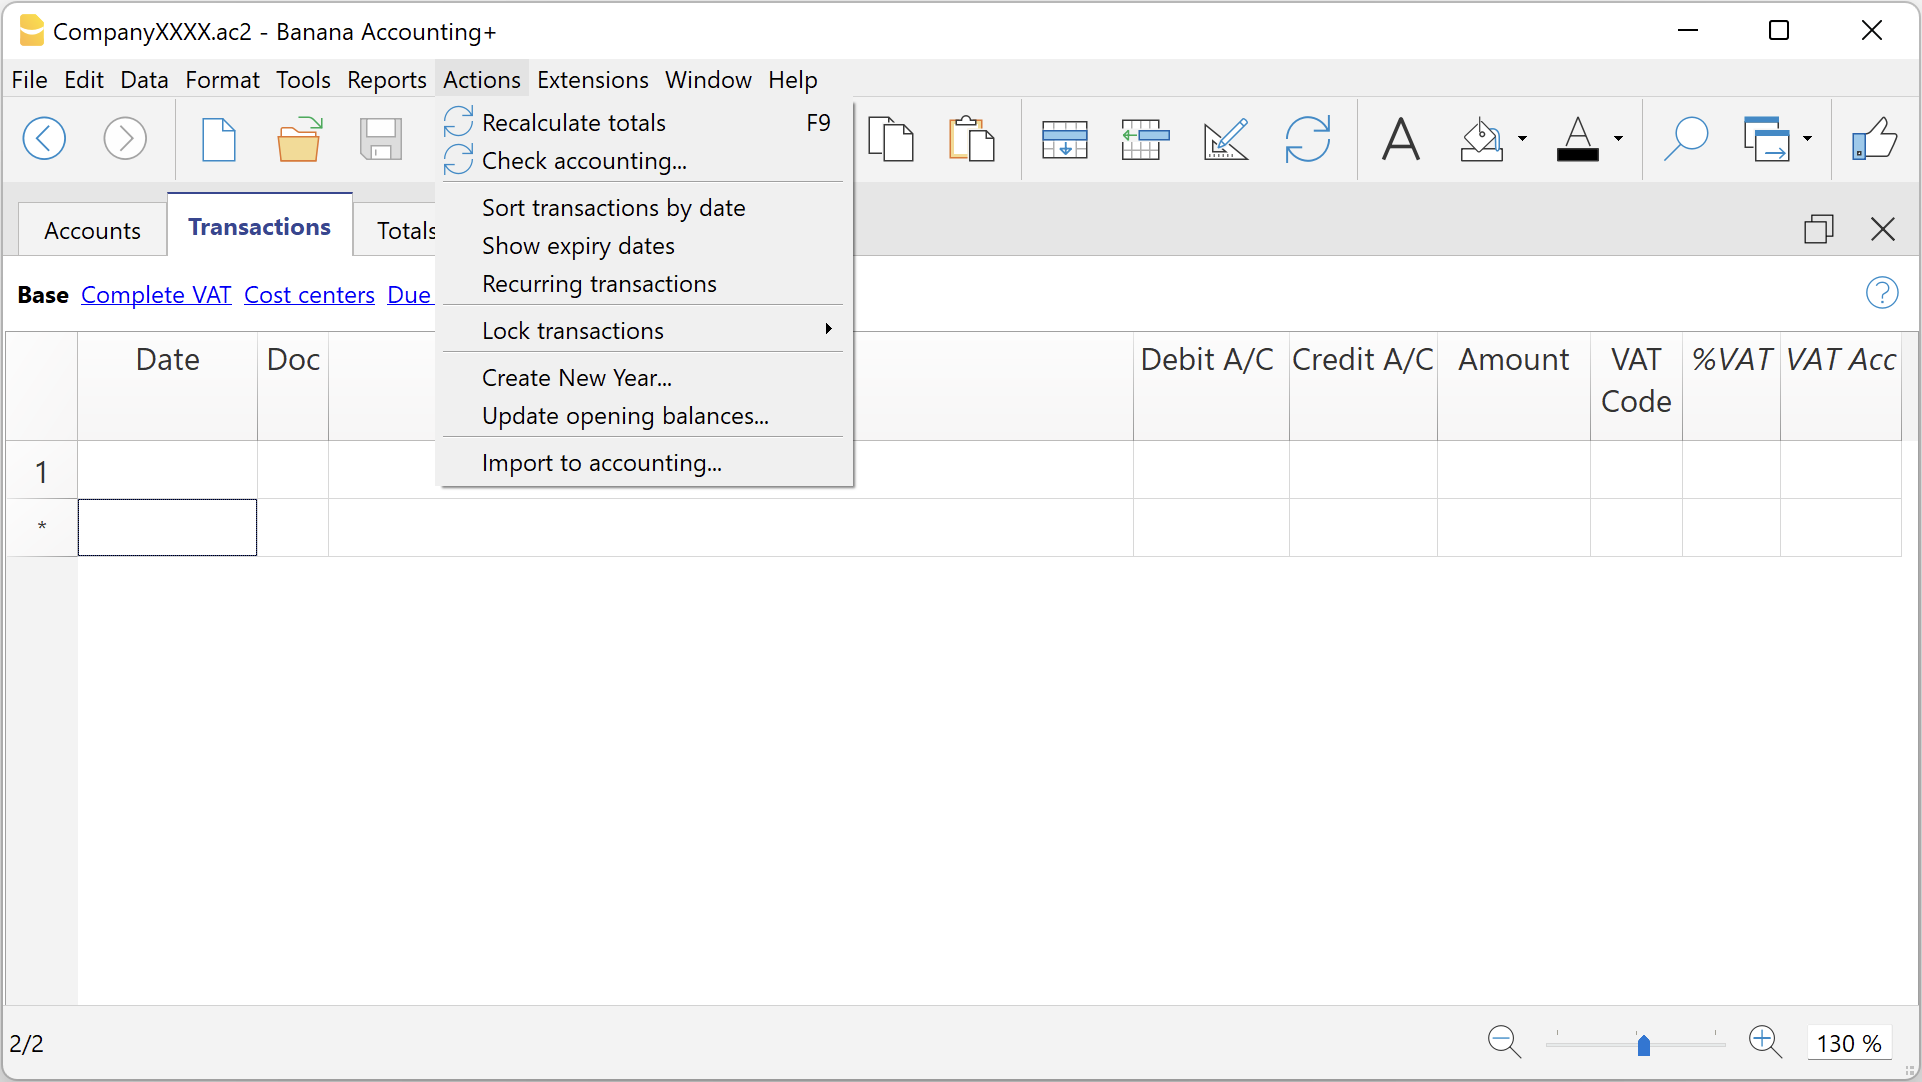 CompanyXXXX.ac2 - Banana Accounting+
File Edit Data Format Tools Reports Actions Extensions Window Help
Recalculate totals F9
Check accounting...
Sort transactions by date
Show expiry dates
Recurring transactions
Lock transactions
Create New Year...
Update opening balances...
Import to accounting...
Accounts Transactions Totals
Base Complete VAT Cost centers Due
Date Doc Debit A/C Credit A/C Amount VAT Code %VAT VAT Acc
1
*
2/2 130 %